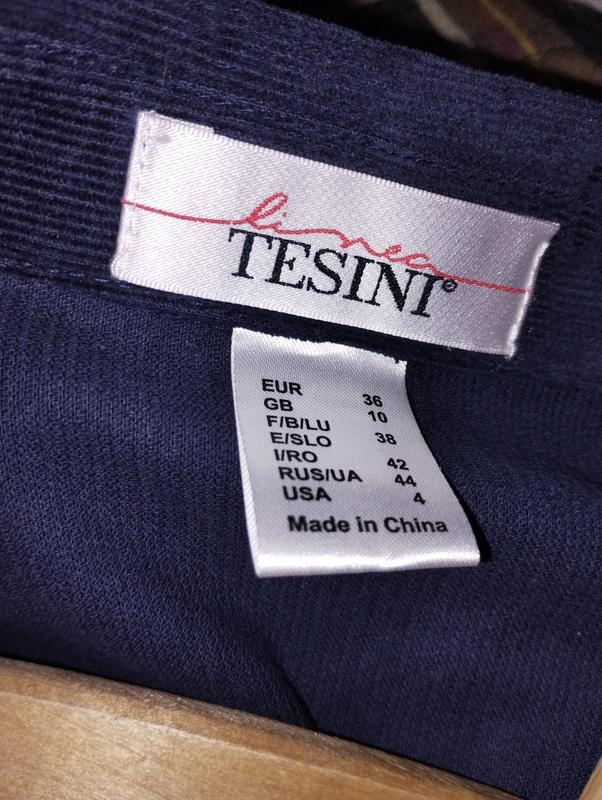 linea
TESINI®
EUR 36
GB 10
F/B/LU
E/SLO 38
I/RO 42
RUS/UA 44
USA 4
Made in China